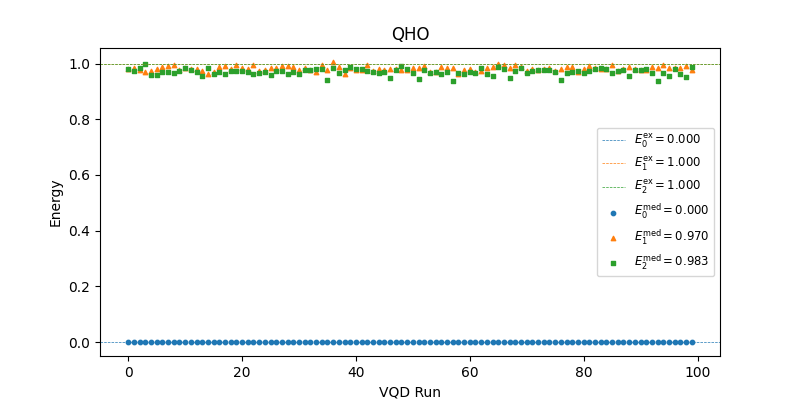 QHO
Energy
1.0
0.8
0.6
0.4
0.2
0.0
0 20 40 60 80 100
VQD Run
E_0^ex = 0.000
E_1^ex = 1.000
E_2^ex = 1.000
E_0^med = 0.000
E_1^med = 0.970
E_2^med = 0.983